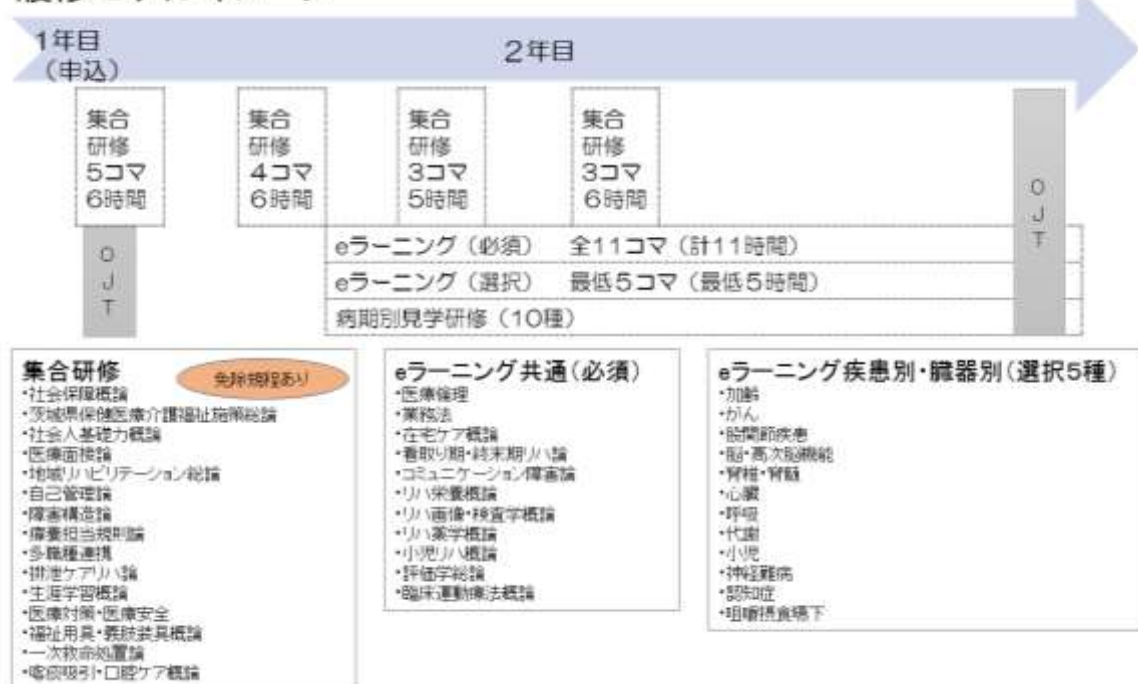 1年目
(申込)
2年目
集合
研修
5コマ
6時間
集合
研修
4コマ
6時間
集合
研修
3コマ
5時間
集合
研修
3コマ
6時間
OJT
OJT
eラーニング(必須) 全11コマ(計11時間)
eラーニング(選択) 最低5コマ(最低5時間)
病期別見学研修(10種)
集合研修
免除規程あり
・社会保障概論
・茨城県保健医療介護福祉施策総論
・社会人基礎力概論
・医療面接論
・地域リハビリテーション総論
・自己管理論
・障害構造論
・療養担当規則論
・多職種連携
・排泄ケアリハ論
・生涯学習概論
・医療対策・医療安全
・福祉用具・義肢装具概論
・一次救命処置論
・喀痰吸引・口腔ケア概論
eラーニング共通(必須)
・医療倫理
・業務法
・在宅ケア概論
・看取り期・終末期リハ論
・コミュニケーション障害論
・リハ栄養概論
・リハ画像・検査学概論
・リハ薬学概論
・小児リハ概論
・評価学総論
・臨床運動療法概論
eラーニング疾患別・臓器別(選択5種)
・加齢
・がん
・股関節疾患
・脳・高次脳機能
・脊椎・脊髄
・心臓
・呼吸
・代謝
・小児
・神経難病
・認知症
・咀嚼摂食嚥下